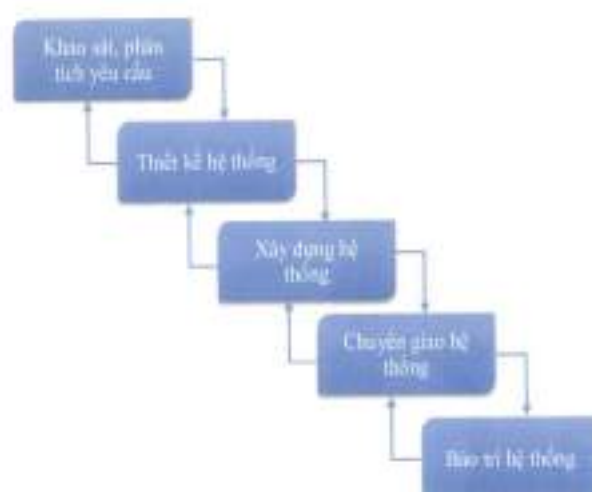 Khảo sát, phân
tích yêu cầu
Thiết kế hệ thống
Xây dựng hệ
thống
Chuyển giao hệ
thống
Bảo trì hệ thống